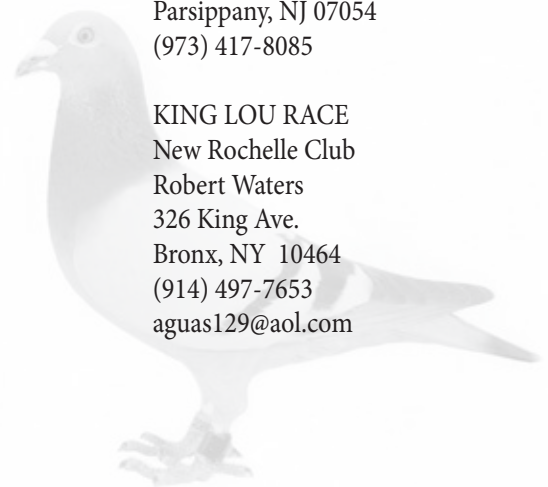 Parsippany, NJ 07054
(973) 417-8085
KING LOU RACE
New Rochelle Club
Robert Waters
326 King Ave.
Bronx, NY  10464
(914) 497-7653
aguas129@aol.com